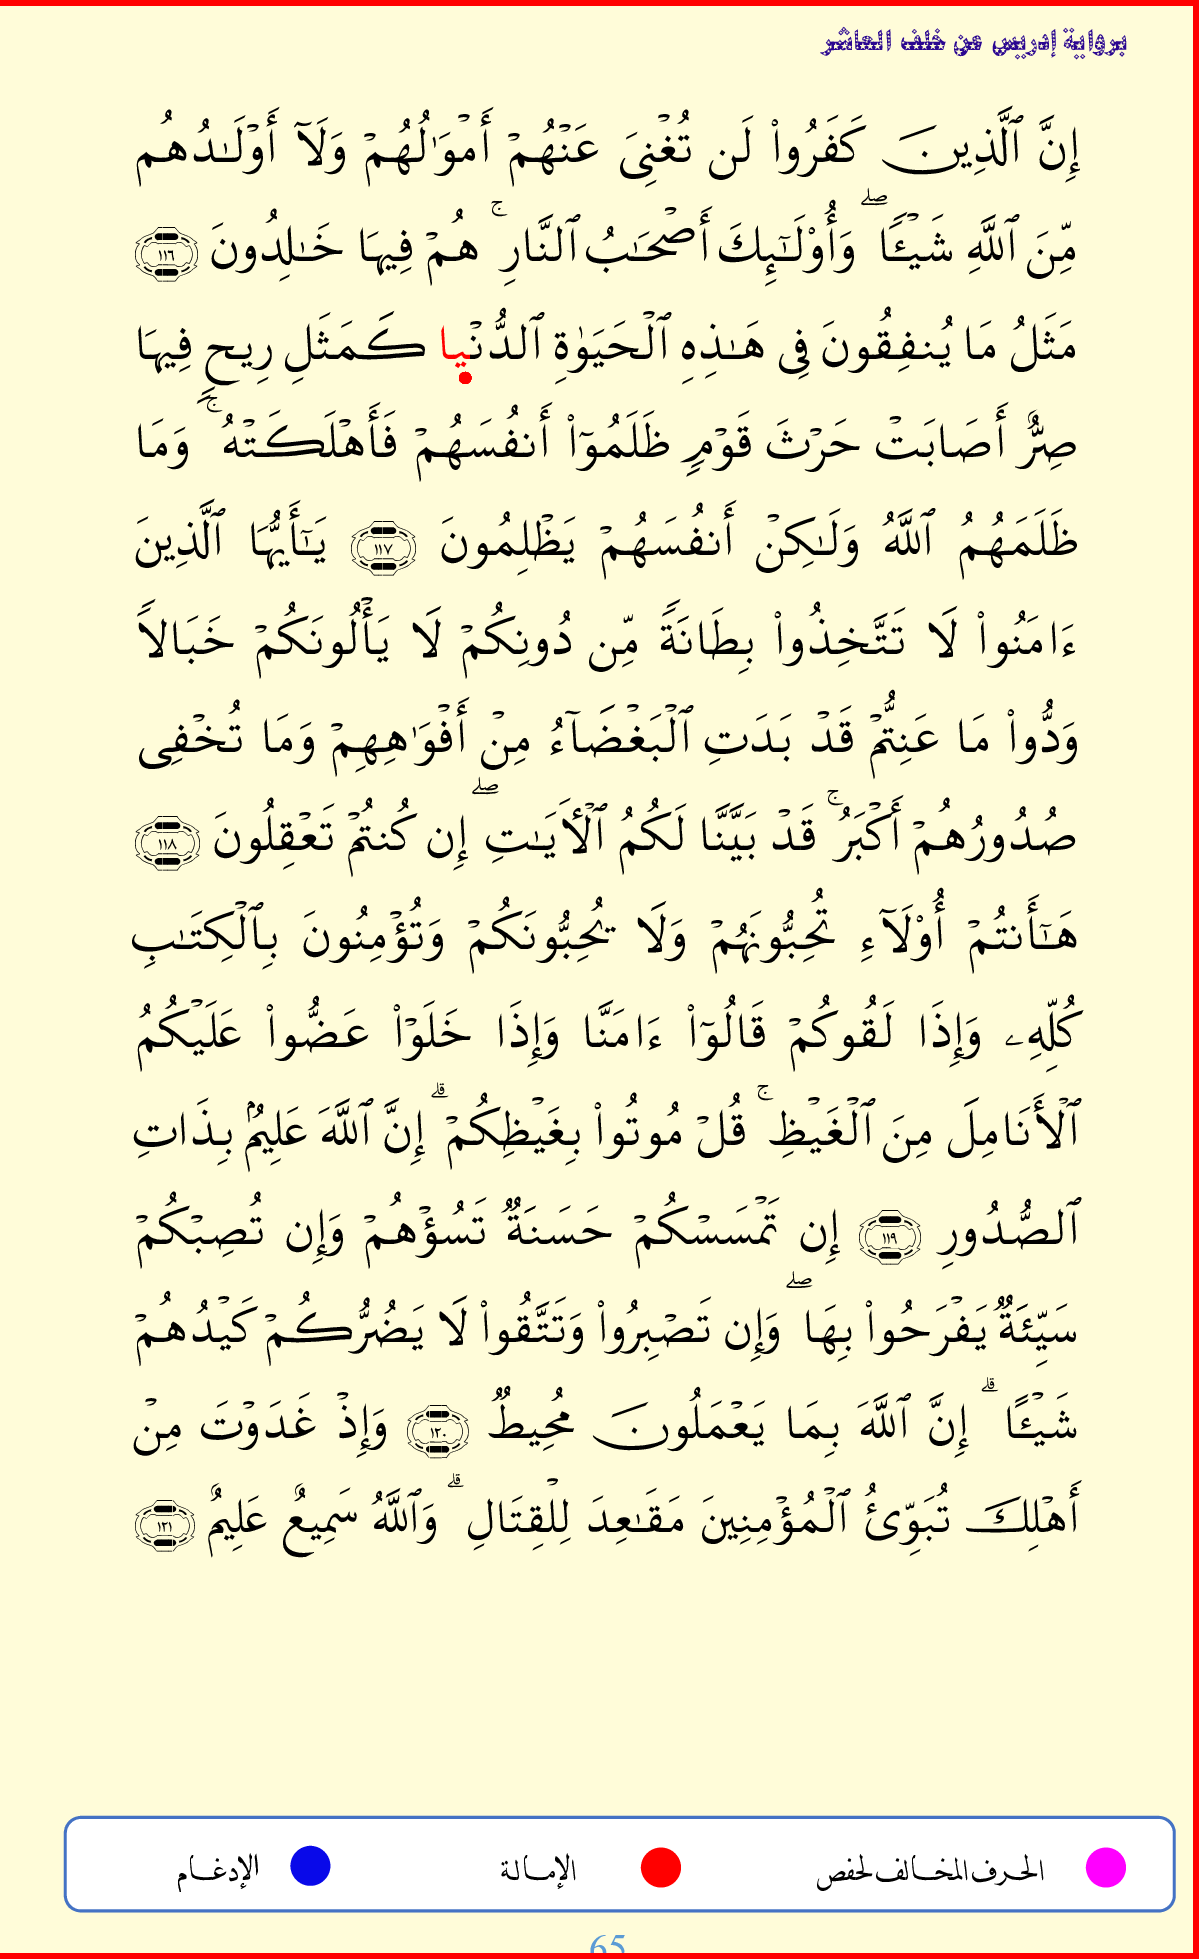 برواية إدريس عن خلف العاشر
إِنَّ ٱلَّذِينَ كَفَرُوا۟ لَن تُغْنِىَ عَنْهُمْ أَمْوَٰلُهُمْ وَلَآ أَوْلَـٰدُهُم
مِّنَ ٱللَّهِ شَيْـًٔا ۖ وَأُو۟لَـٰٓئِكَ أَصْحَـٰبُ ٱلنَّارِ ۚ هُمْ فِيهَا خَـٰلِدُونَ ١١٦
مَثَلُ مَا يُنفِقُونَ فِى هَـٰذِهِ ٱلْحَيَوٰةِ ٱلدُّنْيا كَمَثَلِ رِيحٍ فِيهَا
صِرٌّ أَصَابَتْ حَرْثَ قَوْمٍ ظَلَمُوٓا۟ أَنفُسَهُمْ فَأَهْلَكَتْهُ ۚ وَمَا
ظَلَمَهُمُ ٱللَّهُ وَلَـٰكِنْ أَنفُسَهُمْ يَظْلِمُونَ ١١٧ يَـٰٓأَيُّهَا ٱلَّذِينَ
ءَامَنُوا۟ لَا تَتَّخِذُوا۟ بِطَانَةً مِّن دُونِكُمْ لَا يَأْلُونَكُمْ خَبَالًا
وَدُّوا۟ مَا عَنِتُّمْ قَدْ بَدَتِ ٱلْبَغْضَآءُ مِنْ أَفْوَٰهِهِمْ وَمَا تُخْفِى
صُدُورُهُمْ أَكْبَرُ ۚ قَدْ بَيَّنَّا لَكُمُ ٱلْأَيَـٰتِ ۖ إِن كُنتُمْ تَعْقِلُونَ ١١٨
هَـٰٓأَنتُمْ أُو۟لَآءِ تُحِبُّونَهُمْ وَلَا يُحِبُّونَكُمْ وَتُؤْمِنُونَ بِٱلْكِتَـٰبِ
كُلِّهِۦ وَإِذَا لَقُوكُمْ قَالُوٓا۟ ءَامَنَّا وَإِذَا خَلَوْا۟ عَضُّوا۟ عَلَيْكُمُ
ٱلْأَنَامِلَ مِنَ ٱلْغَيْظِ ۚ قُلْ مُوتُوا۟ بِغَيْظِكُمْ ۗ إِنَّ ٱللَّهَ عَلِيمٌۢ بِذَاتِ
ٱلصُّدُورِ ١١٩ إِن تَمْسَسْكُمْ حَسَنَةٌ تَسُؤْهُمْ وَإِن تُصِبْكُمْ
سَيِّئَةٌ يَفْرَحُوا۟ بِهَا ۖ وَإِن تَصْبِرُوا۟ وَتَتَّقُوا۟ لَا يَضُرُّكُمْ كَيْدُهُمْ
شَيْـًٔا ۗ إِنَّ ٱللَّهَ بِمَا يَعْمَلُونَ مُحِيطٌ ١٢٠ وَإِذْ غَدَوْتَ مِنْ
أَهْلِكَ تُبَوِّئُ ٱلْمُؤْمِنِينَ مَقَـٰعِدَ لِلْقِتَالِ ۗ وَٱللَّهُ سَمِيعٌ عَلِيمٌ ١٢١
الحرف المخالف لحفص الإمالة الإدغام
65